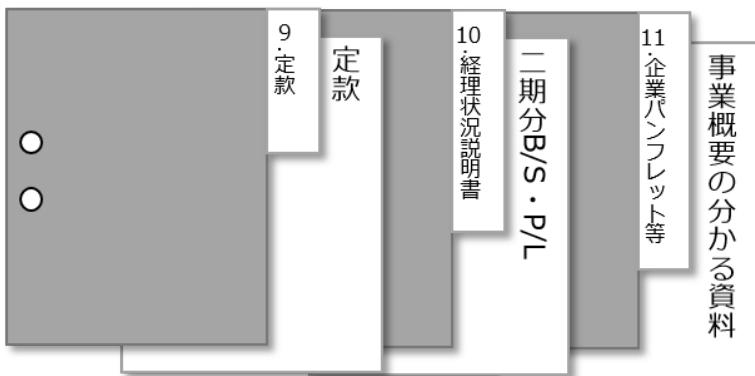 9.定款
定款
10.経理状況説明書
二期分B/S・P/L
11.企業パンフレット等
事業概要の分かる資料